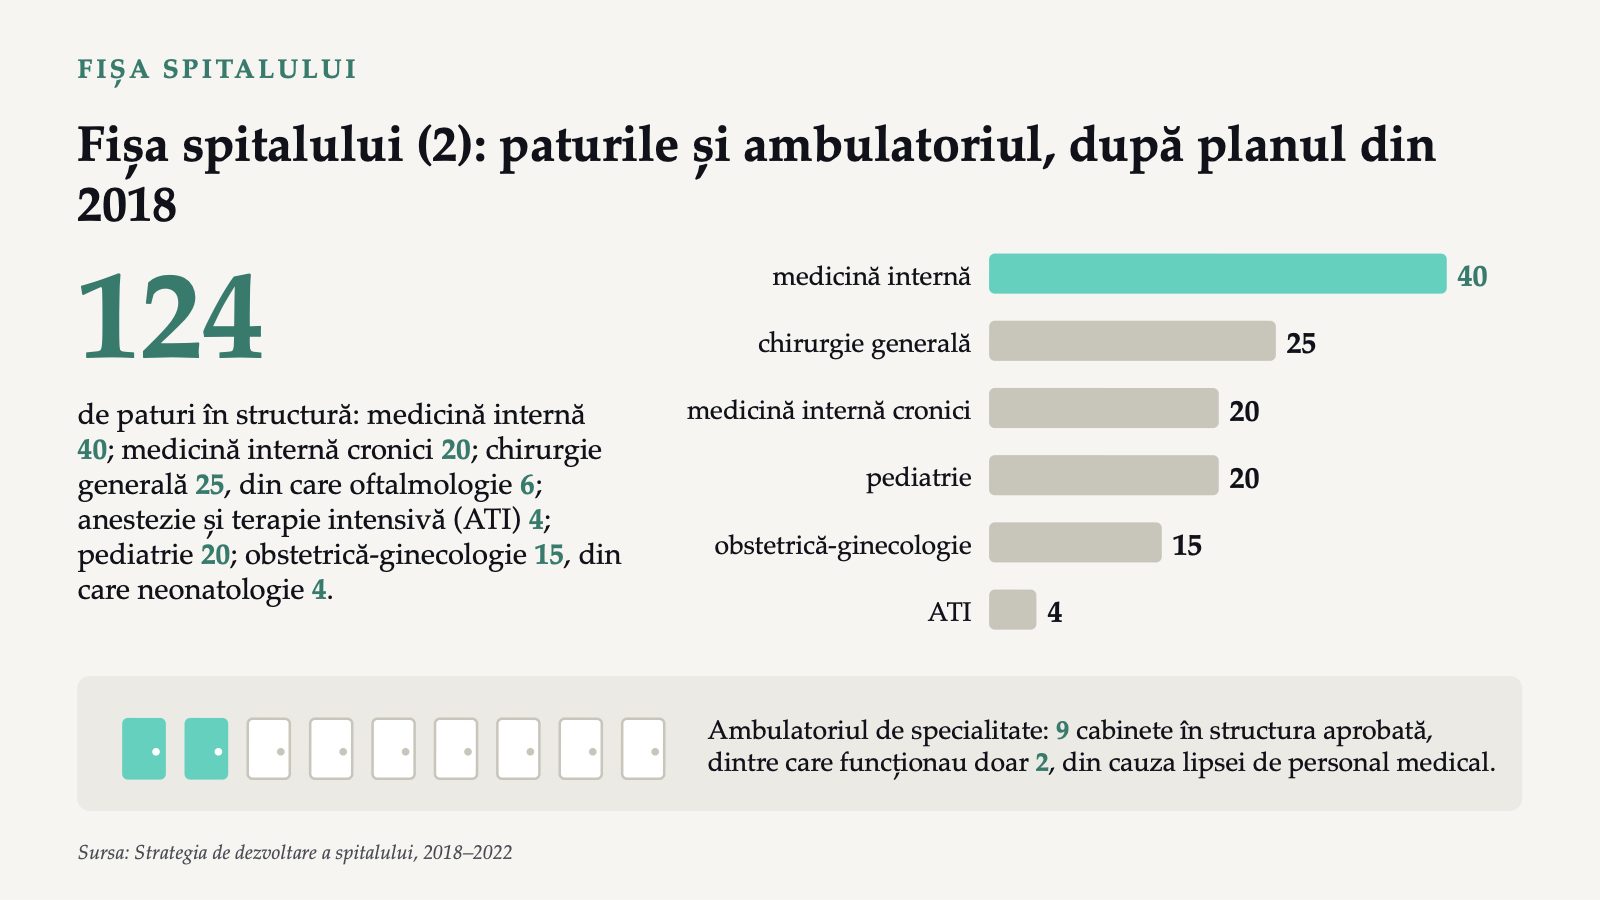 FIȘA SPITALULUI
Fișa spitalului (2): paturile și ambulatoriul, după planul din
2018
124
de paturi în structură: medicină internă
40; medicină internă cronici 20; chirurgie
generală 25, din care oftalmologie 6;
anestezie și terapie intensivă (ATI) 4;
pediatrie 20; obstetrică-ginecologie 15, din
care neonatologie 4.
medicină internă 40
chirurgie generală 25
medicină internă cronici 20
pediatrie 20
obstetrică-ginecologie 15
ATI 4
Ambulatoriul de specialitate: 9 cabinete în structura aprobată,
dintre care funcționau doar 2, din cauza lipsei de personal medical.
Sursa: Strategia de dezvoltare a spitalului, 2018–2022